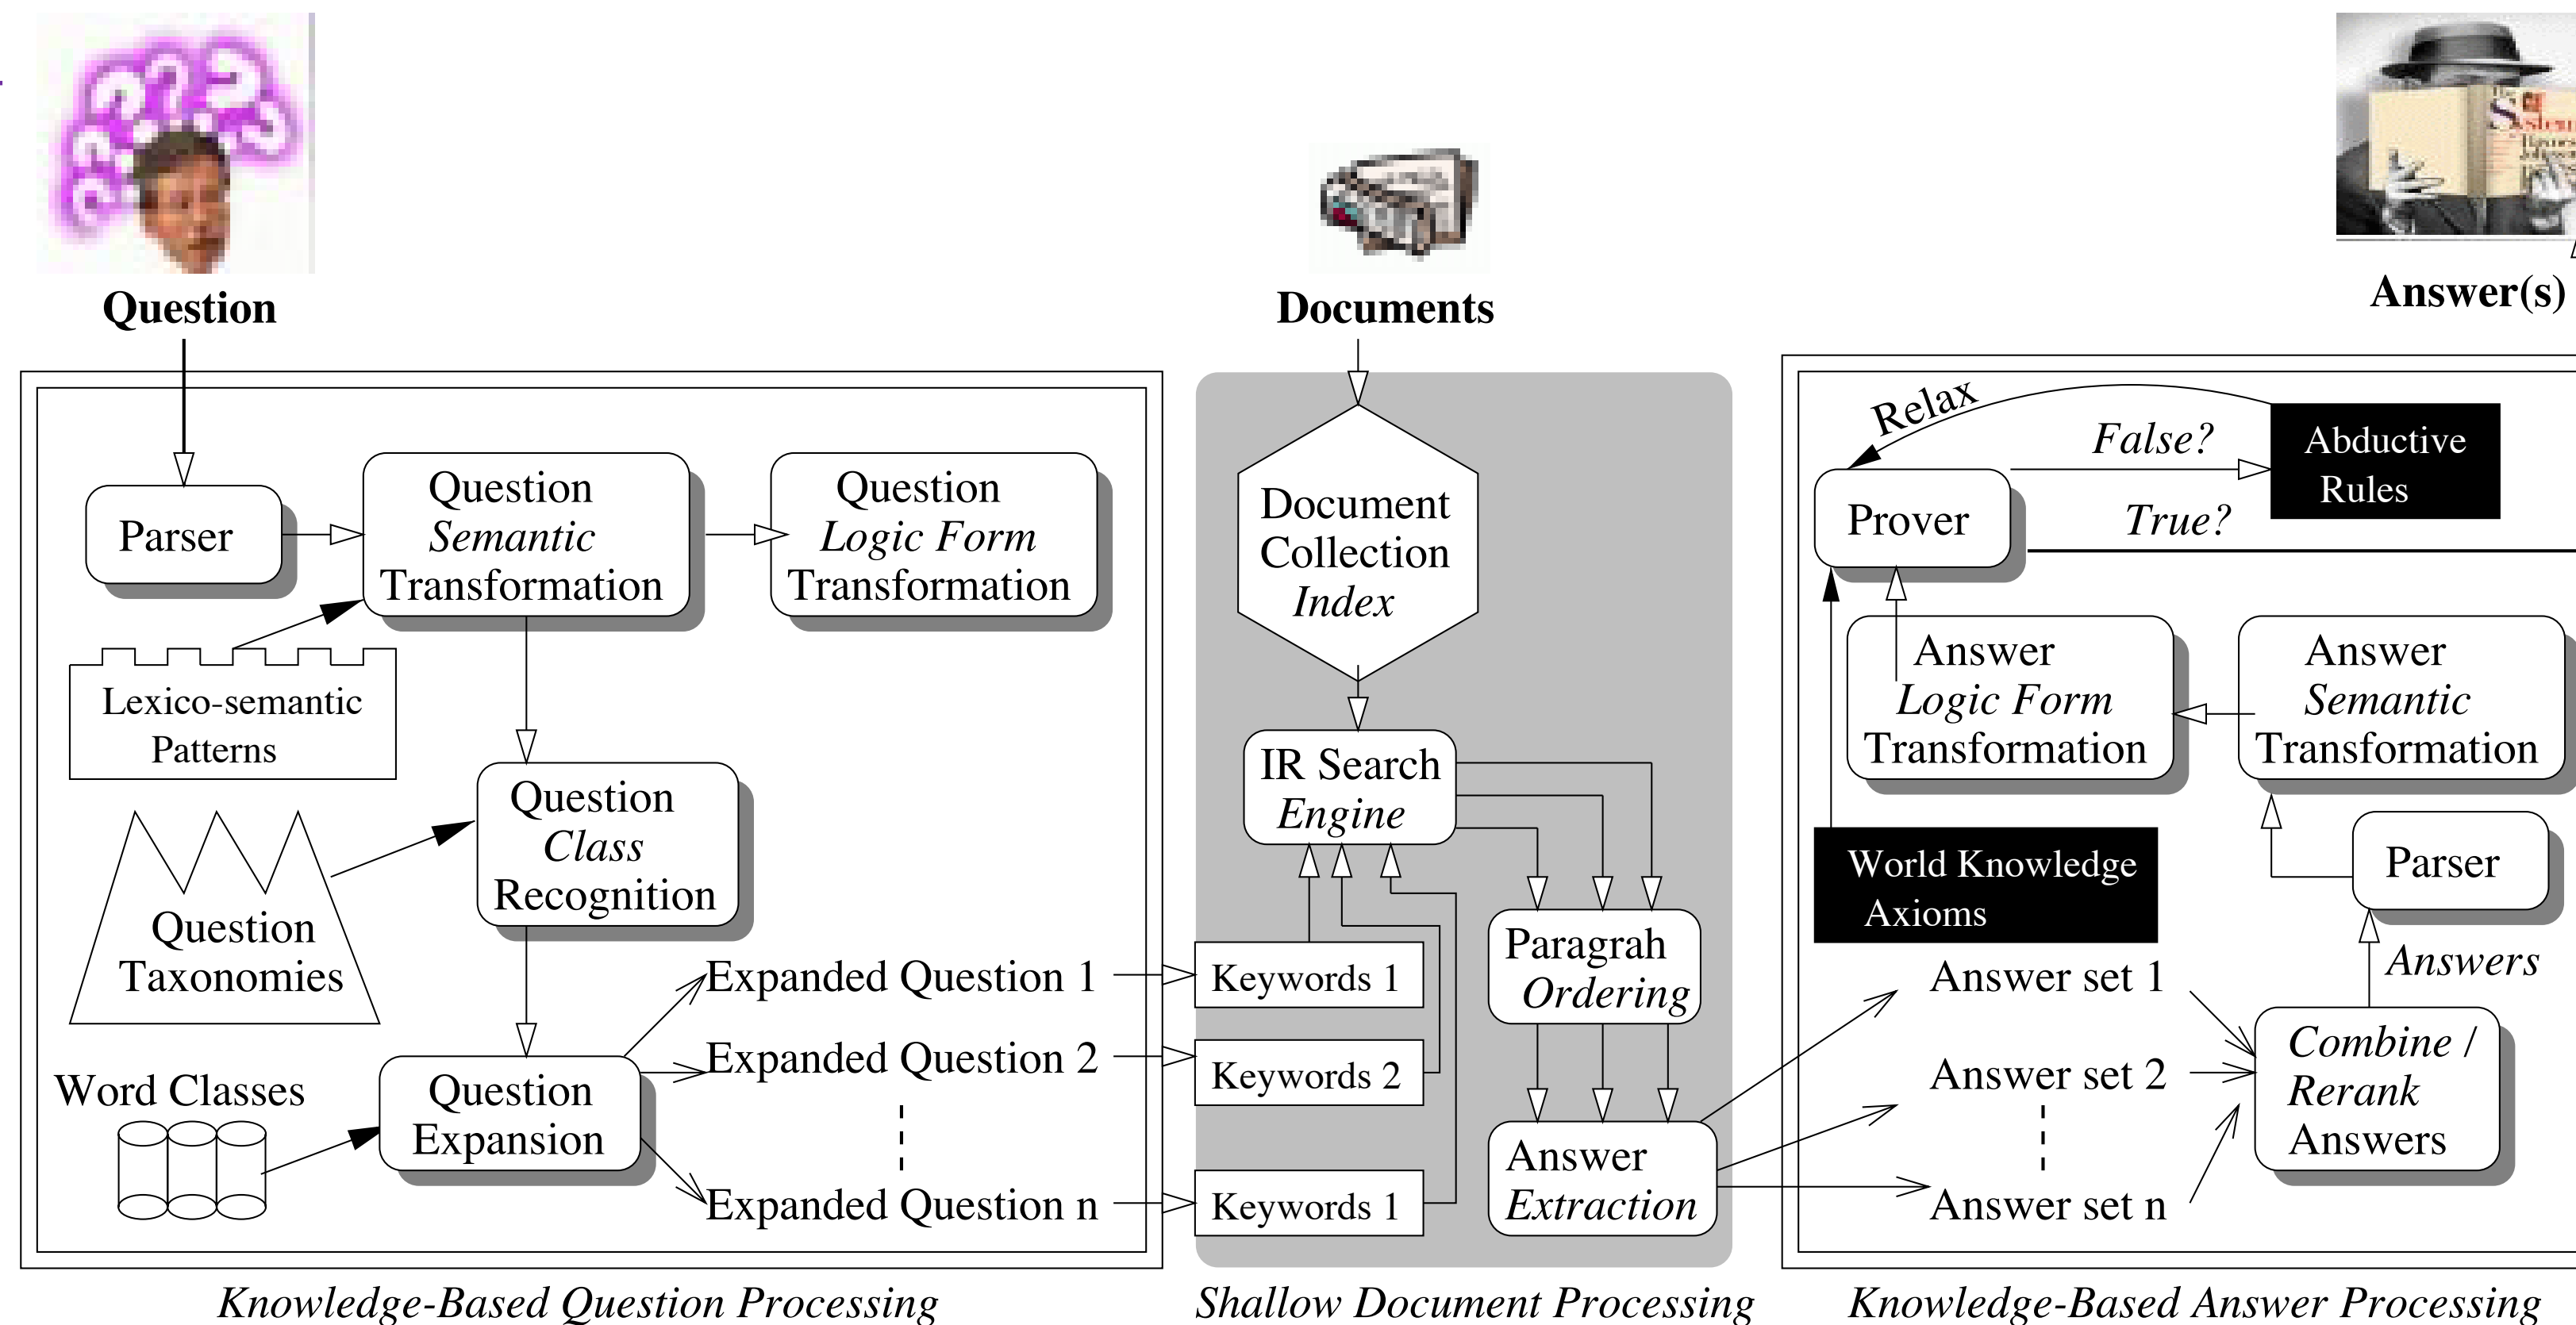 Question
Documents
Answer(s)
Parser
Question
Semantic
Transformation
Question
Logic Form
Transformation
Lexico-semantic
Patterns
Question
Class
Recognition
Question
Taxonomies
Word Classes
Question
Expansion
Expanded Question 1
Expanded Question 2
Expanded Question n
Knowledge-Based Question Processing
Document
Collection
Index
IR Search
Engine
Keywords 1
Keywords 2
Keywords 1
Paragrah
Ordering
Answer
Extraction
Shallow Document Processing
Relax
False?
True?
Abductive
Rules
Prover
Answer
Logic Form
Transformation
Answer
Semantic
Transformation
World Knowledge
Axioms
Parser
Answers
Answer set 1
Answer set 2
Answer set n
Combine /
Rerank
Answers
Knowledge-Based Answer Processing